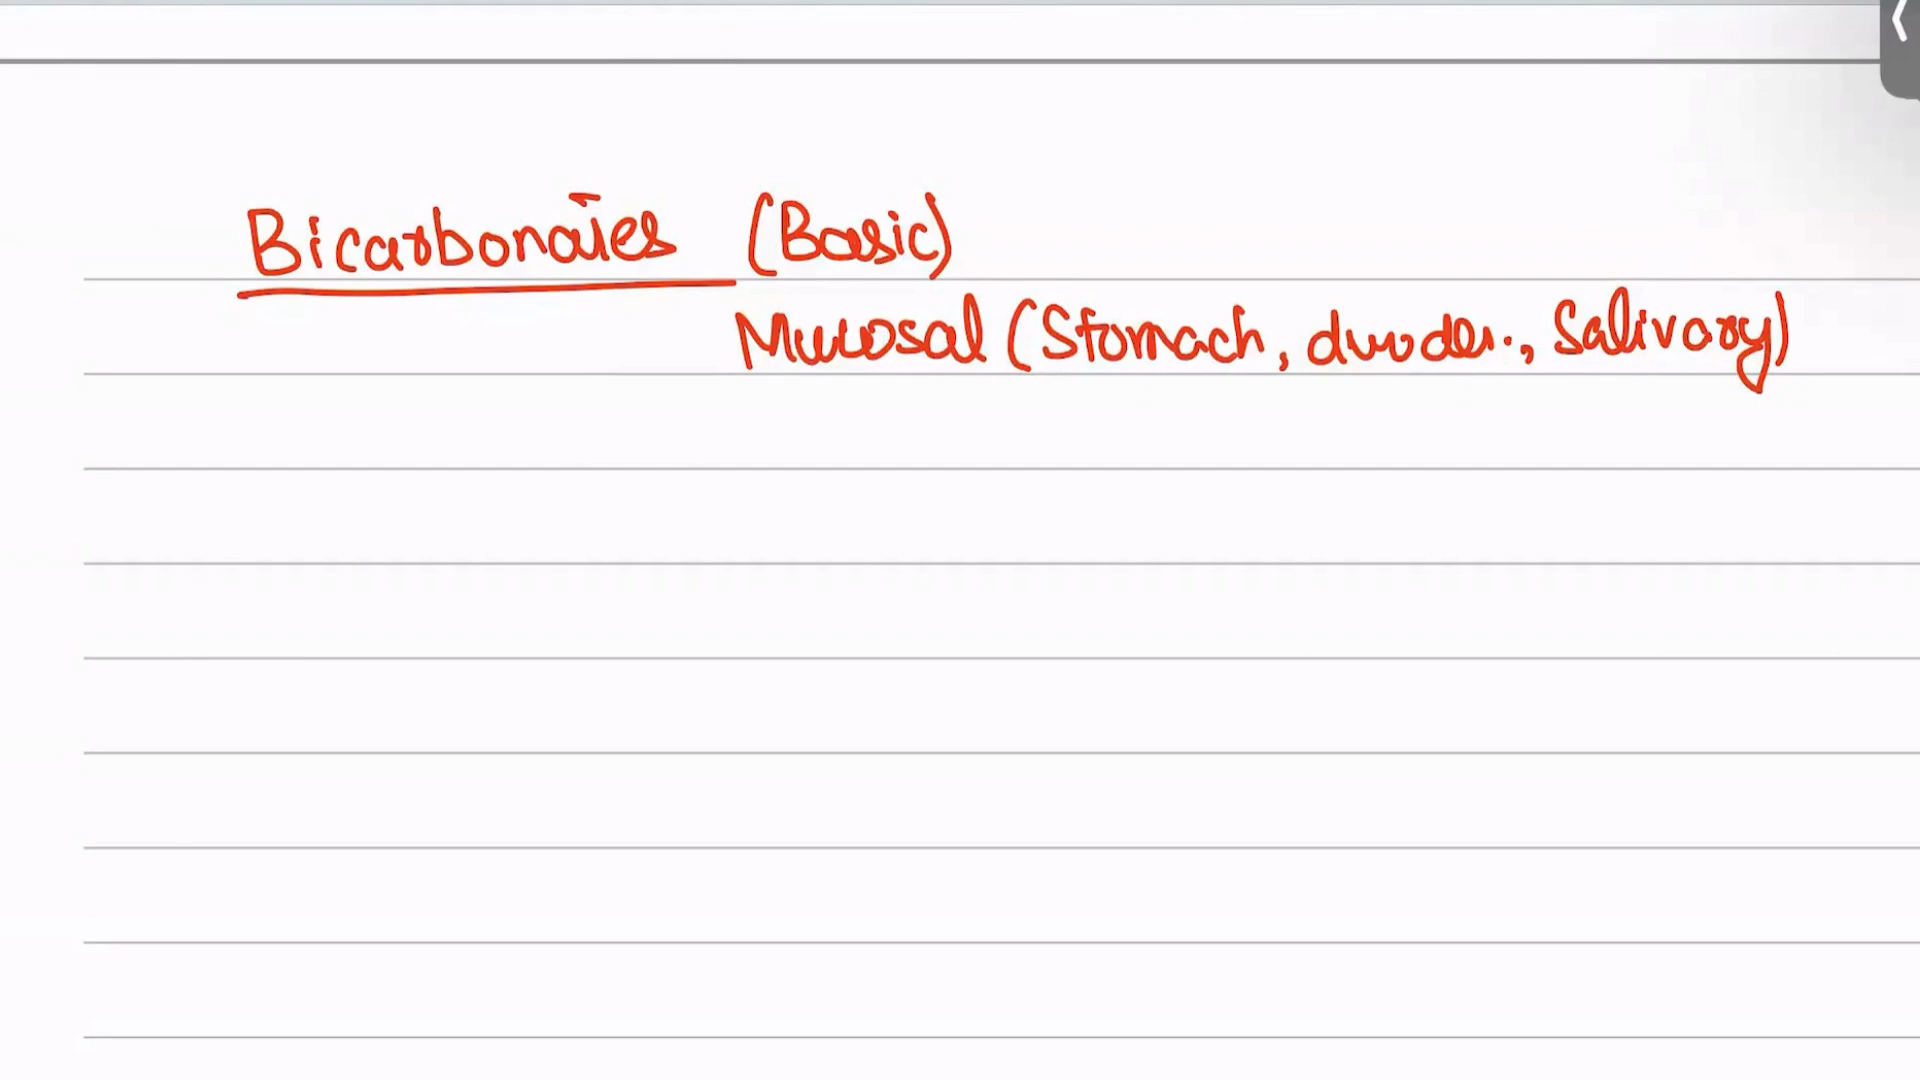 Bicarbonates (Basic)
Mucosal (Stomach, duoden., Salivary)